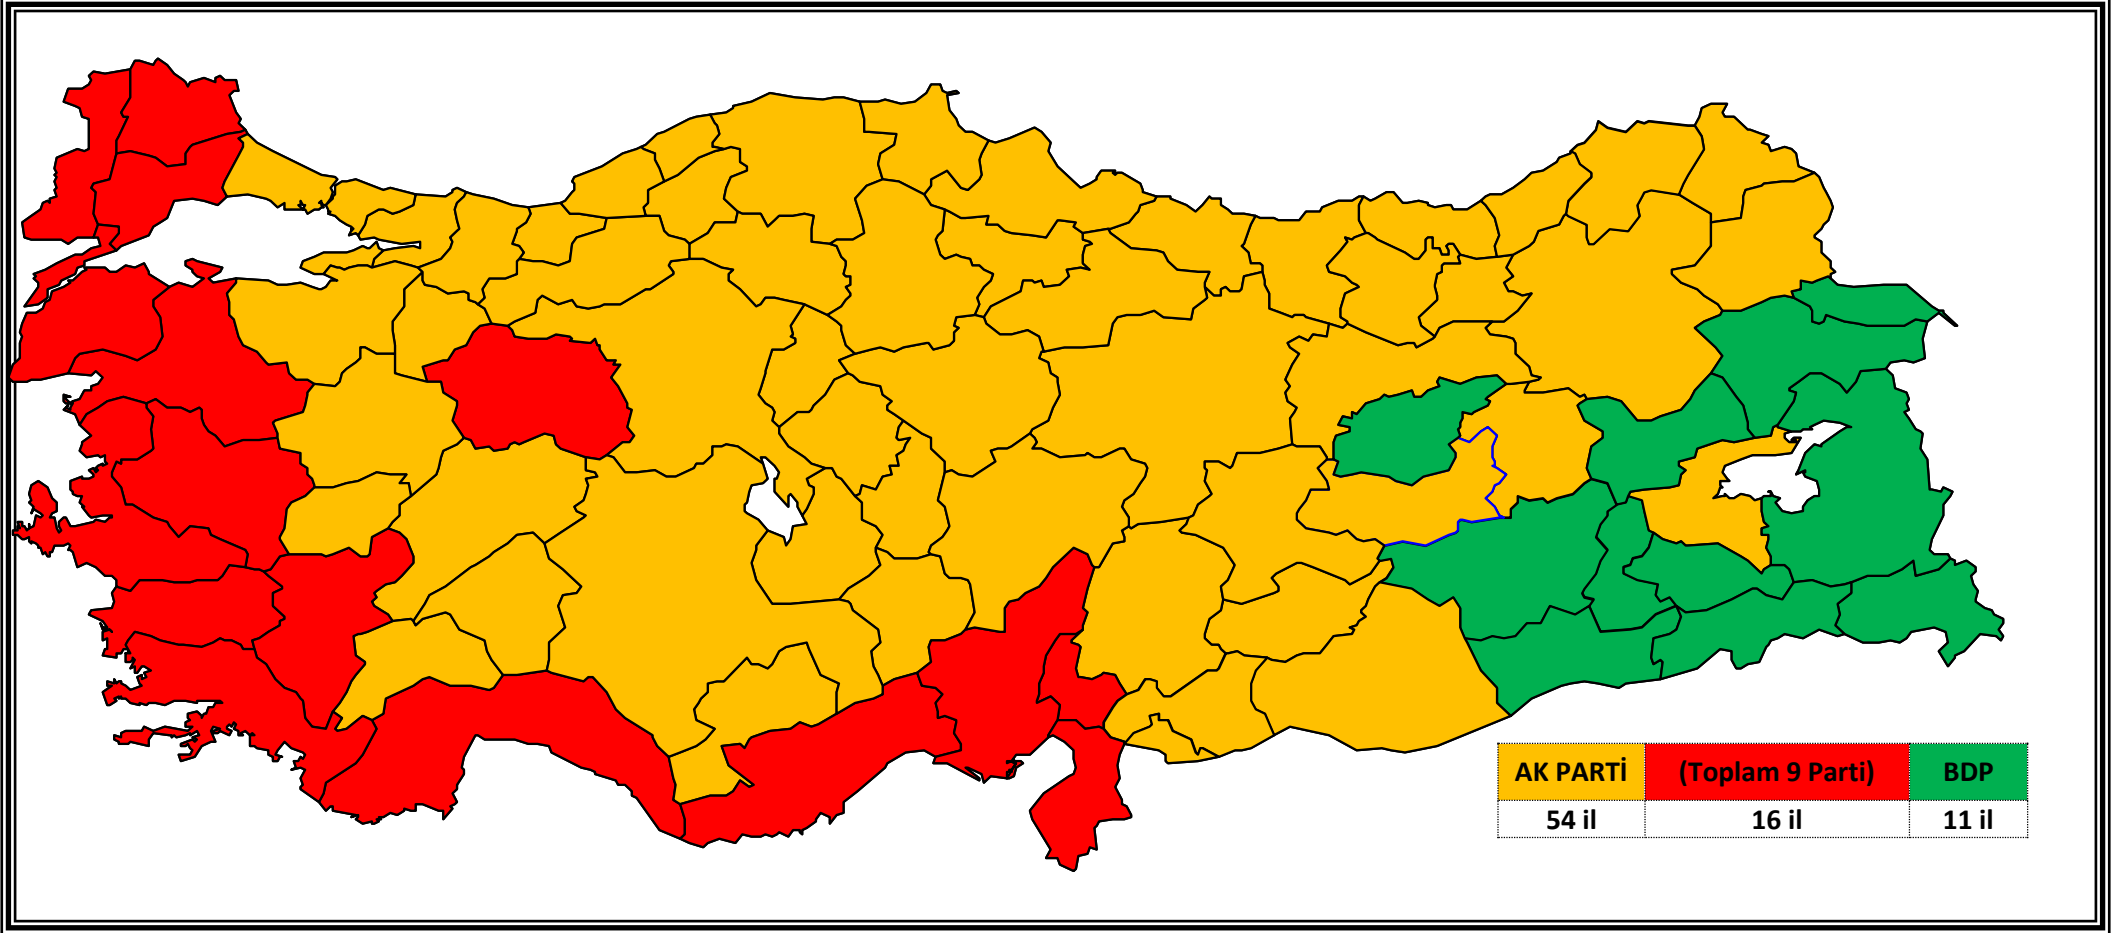 AK PARTİ (Toplam 9 Parti) BDP
54 il 16 il 11 il